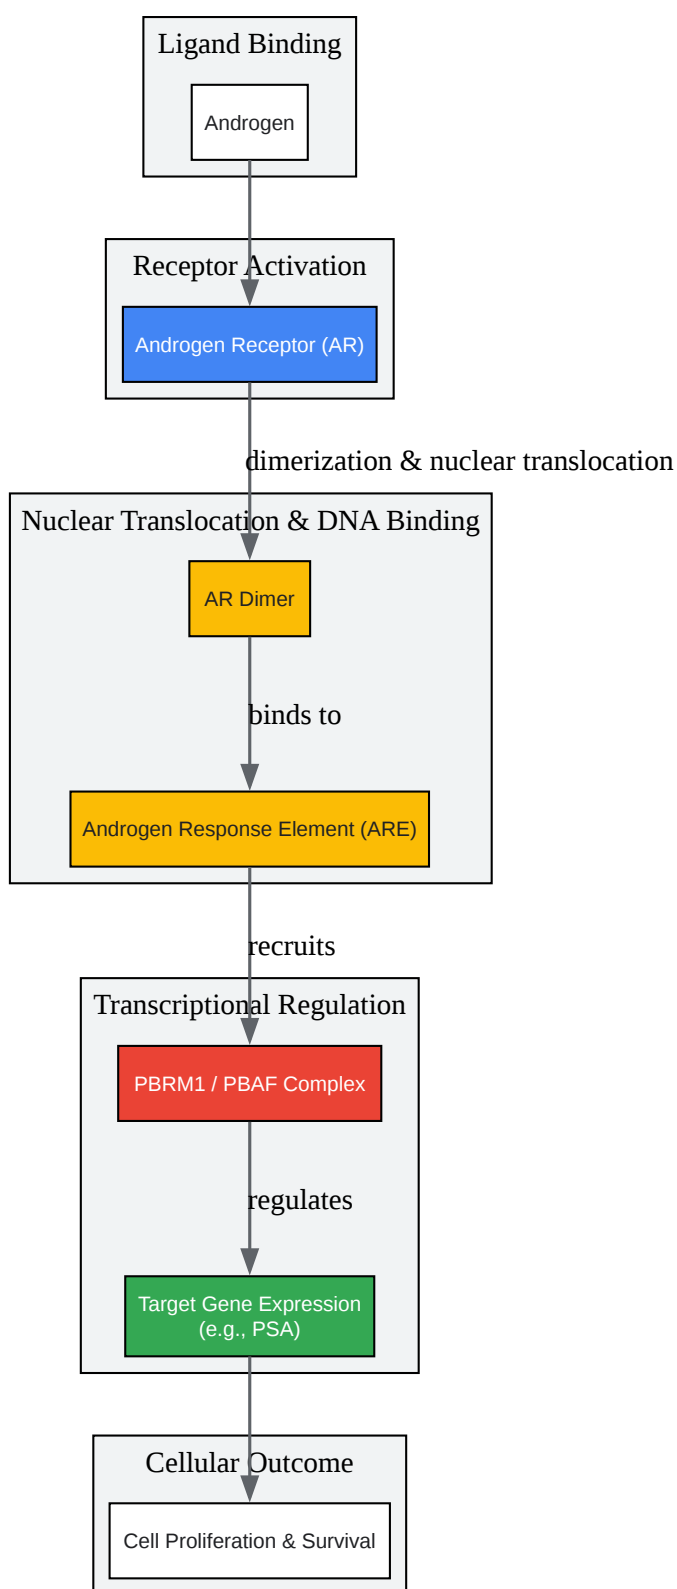 Ligand Binding
Androgen
Receptor Activation
Androgen Receptor (AR)
dimerization & nuclear translocation
Nuclear Translocation & DNA Binding
AR Dimer
binds to
Androgen Response Element (ARE)
recruits
Transcriptional Regulation
PBRM1 / PBAF Complex
regulates
Target Gene Expression
(e.g., PSA)
Cellular Outcome
Cell Proliferation & Survival